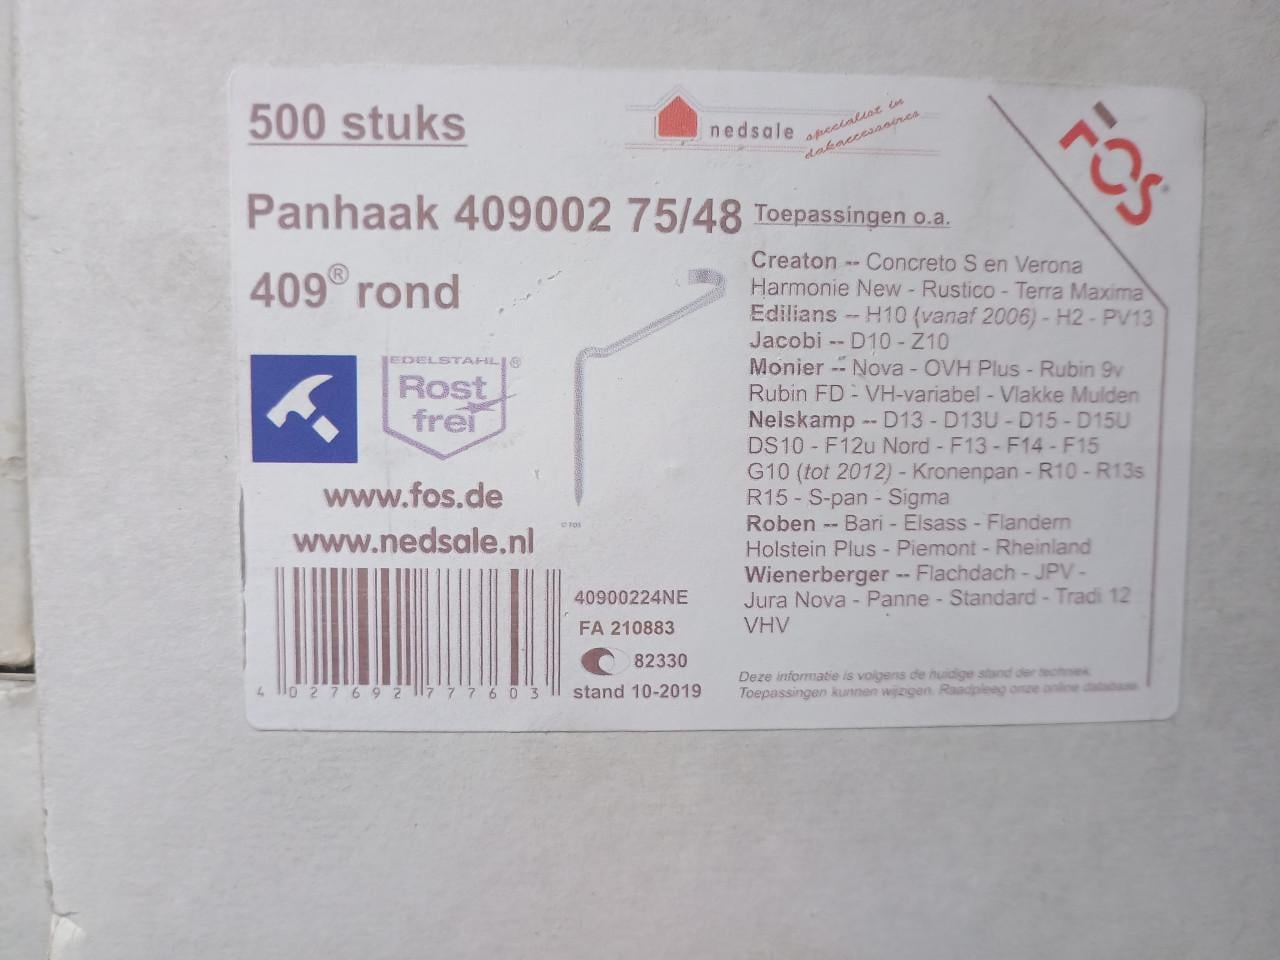 500 stuks
nedsale specialist in
dakaccessoires
FOS®
Panhaak 409002 75/48
409® rond
EDELSTAHL ®
Rost
frei
© FOS
www.fos.de
www.nedsale.nl
4 027692 777603
40900224NE
FA 210883
82330
stand 10-2019
Toepassingen o.a.
Creaton -- Concreto S en Verona
Harmonie New - Rustico - Terra Maxima
Edilians -- H10 (vanaf 2006) - H2 - PV13
Jacobi -- D10 - Z10
Monier -- Nova - OVH Plus - Rubin 9v
Rubin FD - VH-variabel - Vlakke Mulden
Nelskamp -- D13 - D13U - D15 - D15U
DS10 - F12u Nord - F13 - F14 - F15
G10 (tot 2012) - Kronenpan - R10 - R13s
R15 - S-pan - Sigma
Roben -- Bari - Elsass - Flandern
Holstein Plus - Piemont - Rheinland
Wienerberger -- Flachdach - JPV -
Jura Nova - Panne - Standard - Tradi 12
VHV
Deze informatie is volgens de huidige stand der techniek.
Toepassingen kunnen wijzigen. Raadpleeg onze online database.